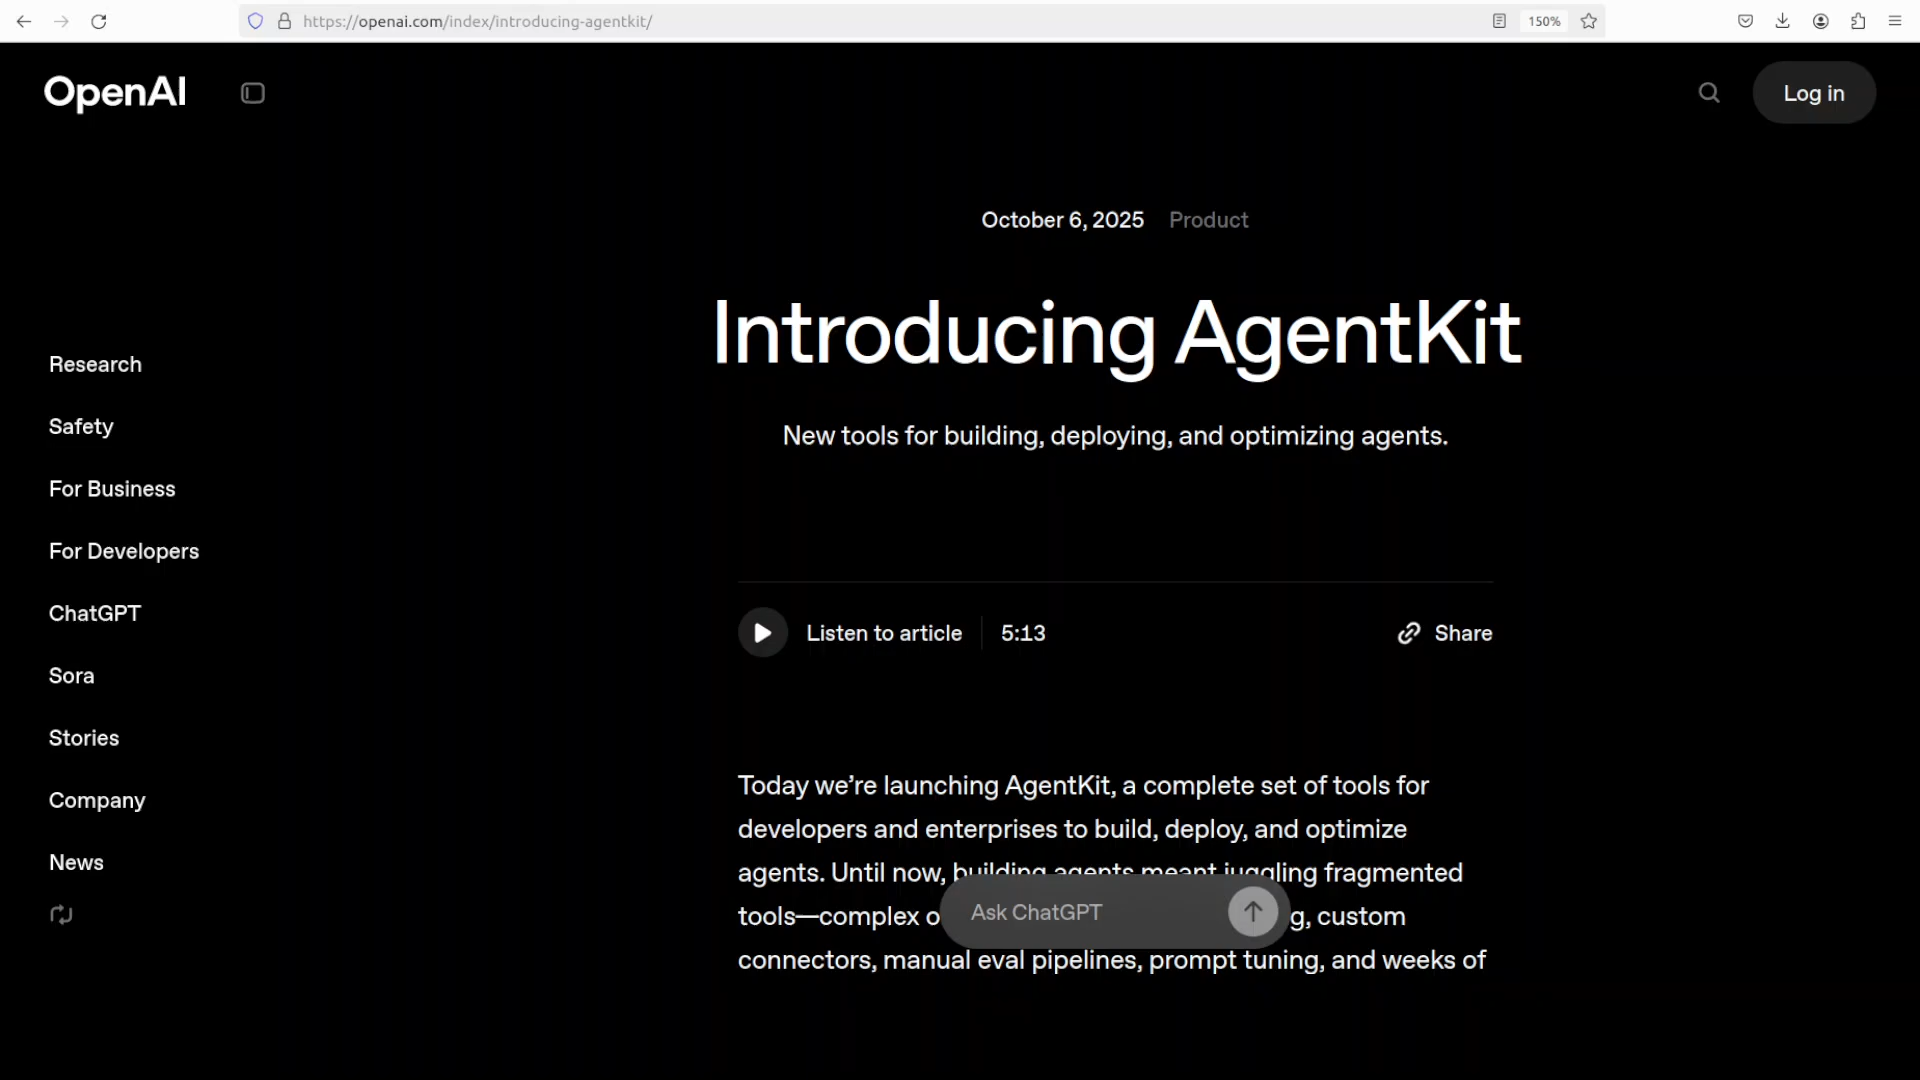 https://openai.com/index/introducing-agentkit/
150%
OpenAI
Log in
October 6, 2025 Product
Introducing AgentKit
New tools for building, deploying, and optimizing agents.
Research
Safety
For Business
For Developers
ChatGPT
Sora
Stories
Company
News
Listen to article 5:13
Share
Today we're launching AgentKit, a complete set of tools for
developers and enterprises to build, deploy, and optimize
agents. Until now, building agents meant juggling fragmented
tools—complex o g, custom
Ask ChatGPT
connectors, manual eval pipelines, prompt tuning, and weeks of